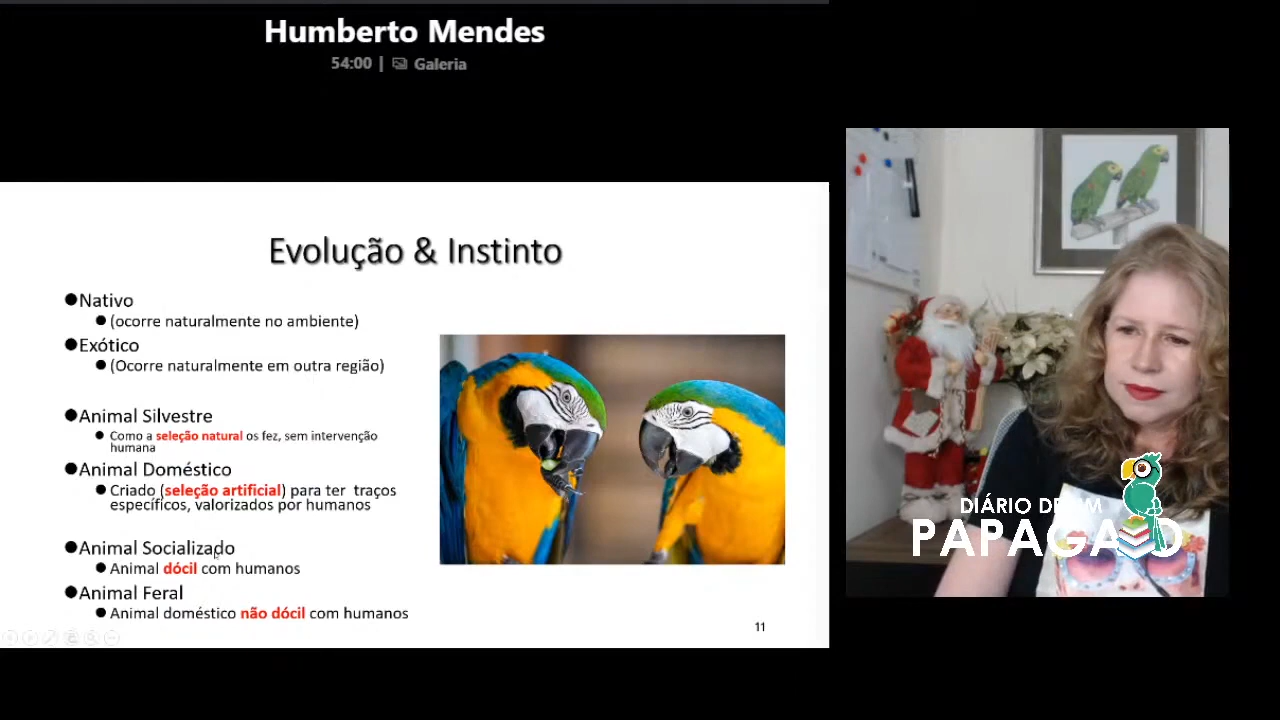 Humberto Mendes
54:00 | Galeria
Evolução & Instinto
●Nativo
●(ocorre naturalmente no ambiente)
●Exótico
●(Ocorre naturalmente em outra região)
●Animal Silvestre
●Como a seleção natural os fez, sem intervenção
humana
●Animal Doméstico
●Criado (seleção artificial) para ter traços
específicos, valorizados por humanos
●Animal Socializado
●Animal dócil com humanos
●Animal Feral
●Animal doméstico não dócil com humanos
11
DIÁRIO DE UM
PAPAGAIO